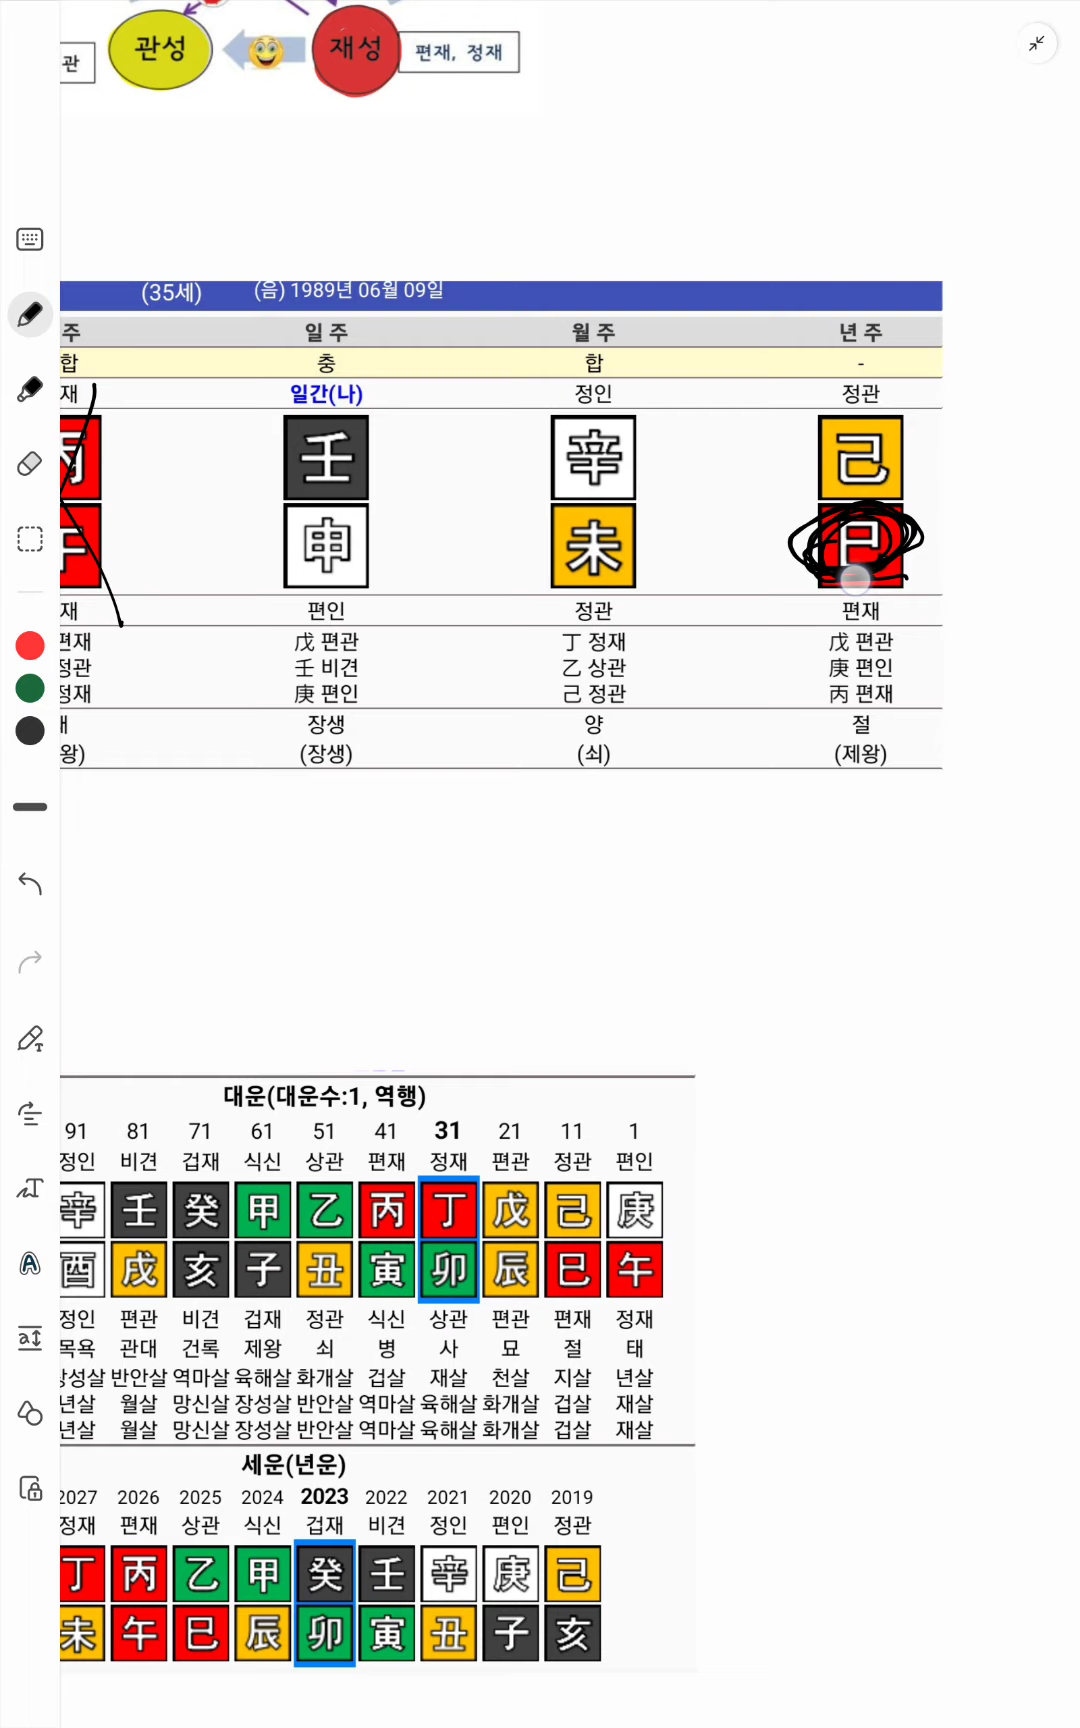 관성
재성
관
편재, 정재
(35세) (음) 1989년 06월 09일
주 일 주 월 주 년 주
합 충 합 -
재 일간(나) 정인 정관
丙 壬 辛 己
午 申 未 巳
재 편인 정관 편재
편재 戊 편관 丁 정재 戊 편관
정관 壬 비견 乙 상관 庚 편인
정재 庚 편인 己 정관 丙 편재
장생 양 절
왕) (장생) (쇠) (제왕)
대운(대운수:1, 역행)
91 81 71 61 51 41 31 21 11 1
정인 비견 겁재 식신 상관 편재 정재 편관 정관 편인
辛 壬 癸 甲 乙 丙 丁 戊 己 庚
酉 戌 亥 子 丑 寅 卯 辰 巳 午
정인 편관 비견 겁재 정관 식신 상관 편관 편재 정재
목욕 관대 건록 제왕 쇠 병 사 묘 절 태
장성살 반안살 역마살 육해살 화개살 겁살 재살 천살 지살 년살
년살 월살 망신살 장성살 반안살 역마살 육해살 화개살 겁살 재살
년살 월살 망신살 장성살 반안살 역마살 육해살 화개살 겁살 재살
세운(년운)
2027 2026 2025 2024 2023 2022 2021 2020 2019
정재 편재 상관 식신 겁재 비견 정인 편인 정관
丁 丙 乙 甲 癸 壬 辛 庚 己
未 午 巳 辰 卯 寅 丑 子 亥